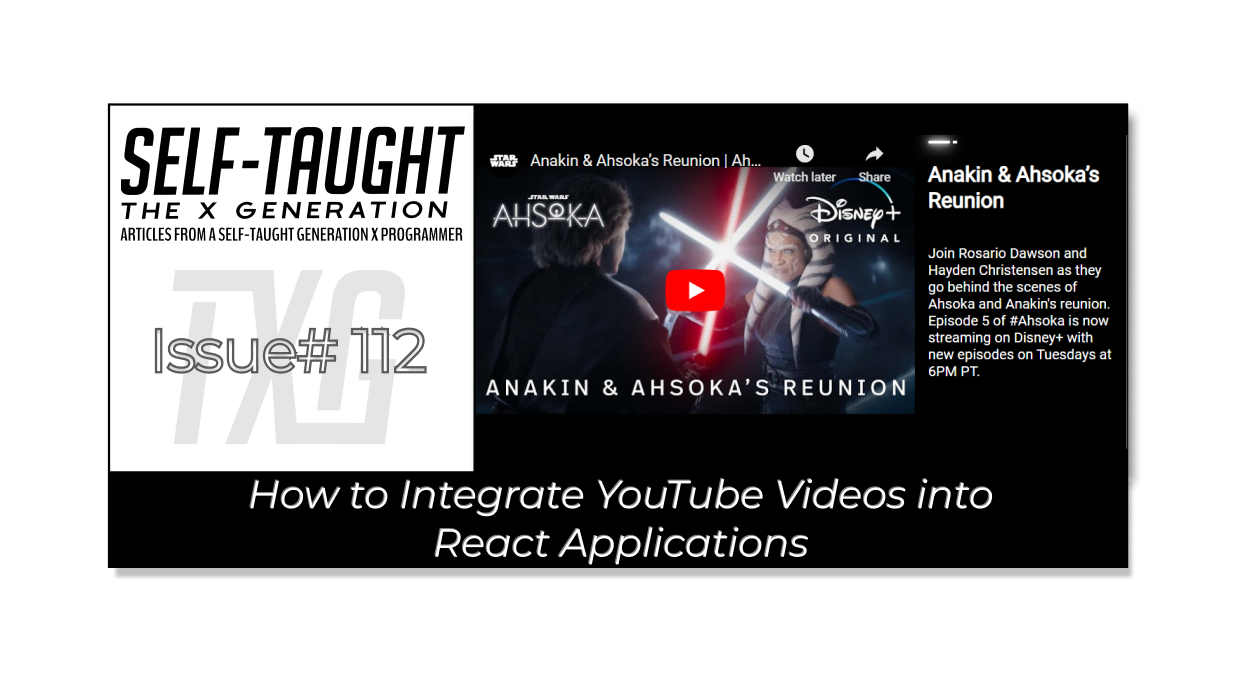 SELF-TAUGHT
THE X GENERATION
ARTICLES FROM A SELF-TAUGHT GENERATION X PROGRAMMER
TXG
Issue# 112
STAR WARS
Anakin & Ahsoka’s Reunion | Ah...
Watch later
Share
STAR WARS
AHSOKA
Disney+
ORIGINAL
ANAKIN & AHSOKA’S REUNION
Anakin & Ahsoka’s
Reunion
Join Rosario Dawson and
Hayden Christensen as they
go behind the scenes of
Ahsoka and Anakin's reunion.
Episode 5 of #Ahsoka is now
streaming on Disney+ with
new episodes on Tuesdays at
6PM PT.
How to Integrate YouTube Videos into
React Applications